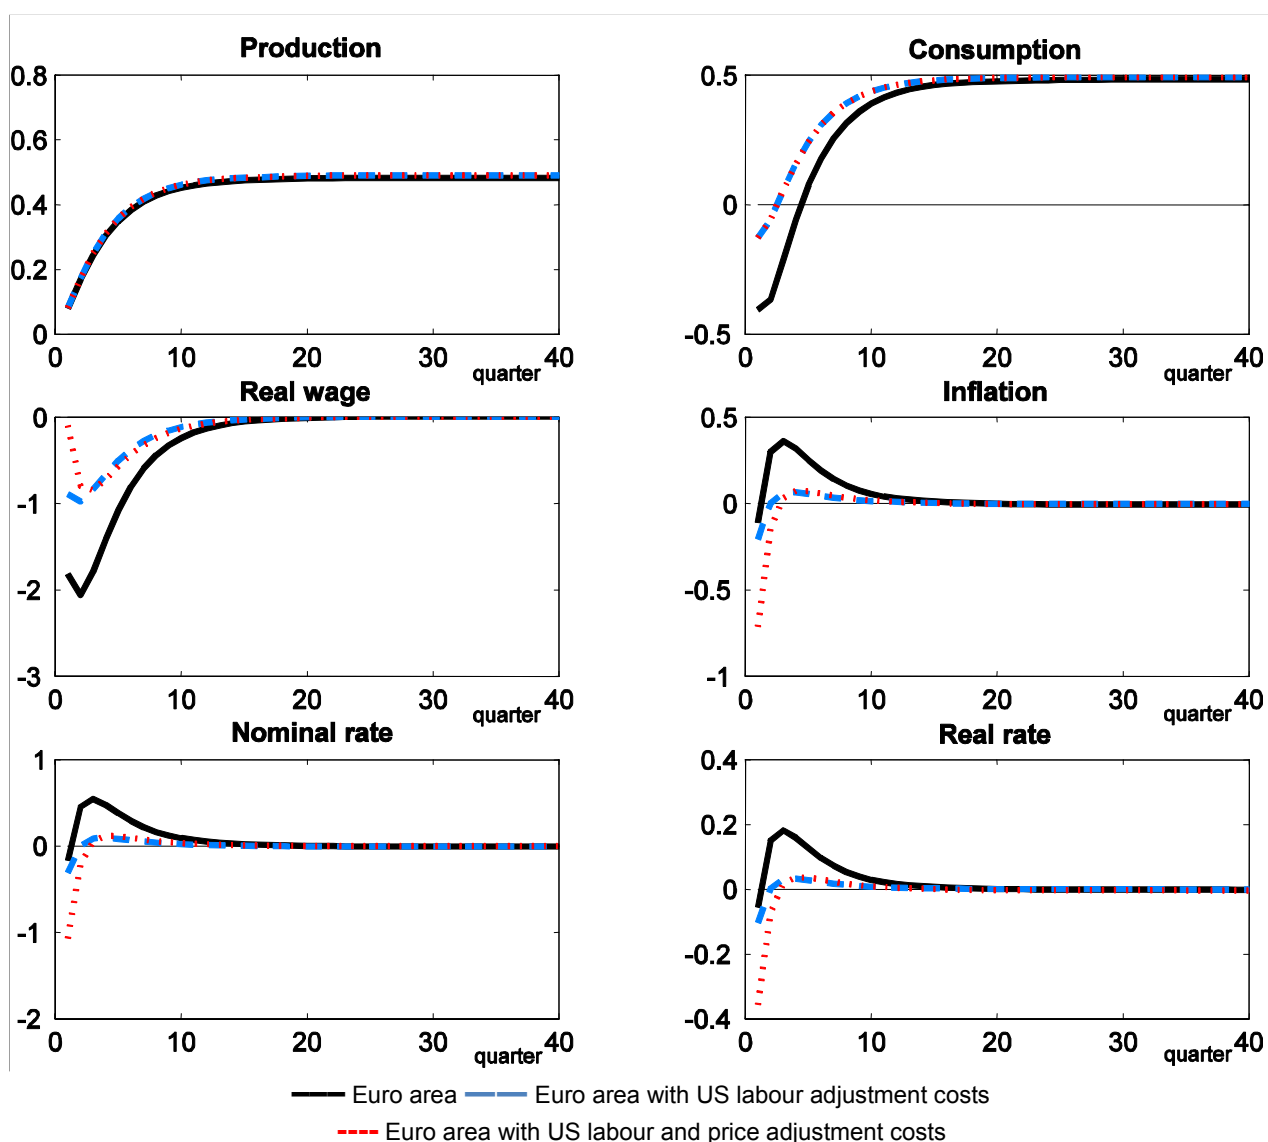 Production
0.8
0.6
0.4
0.2
0
0 10 20 30 40
quarter
Consumption
0.5
0
-0.5
0 10 20 30 40
quarter
Real wage
0
-1
-2
-3
0 10 20 30 40
quarter
Inflation
0.5
0
-0.5
-1
0 10 20 30 40
quarter
Nominal rate
1
0
-1
-2
0 10 20 30 40
quarter
Real rate
0.4
0.2
0
-0.2
-0.4
0 10 20 30 40
quarter
Euro area Euro area with US labour adjustment costs
Euro area with US labour and price adjustment costs